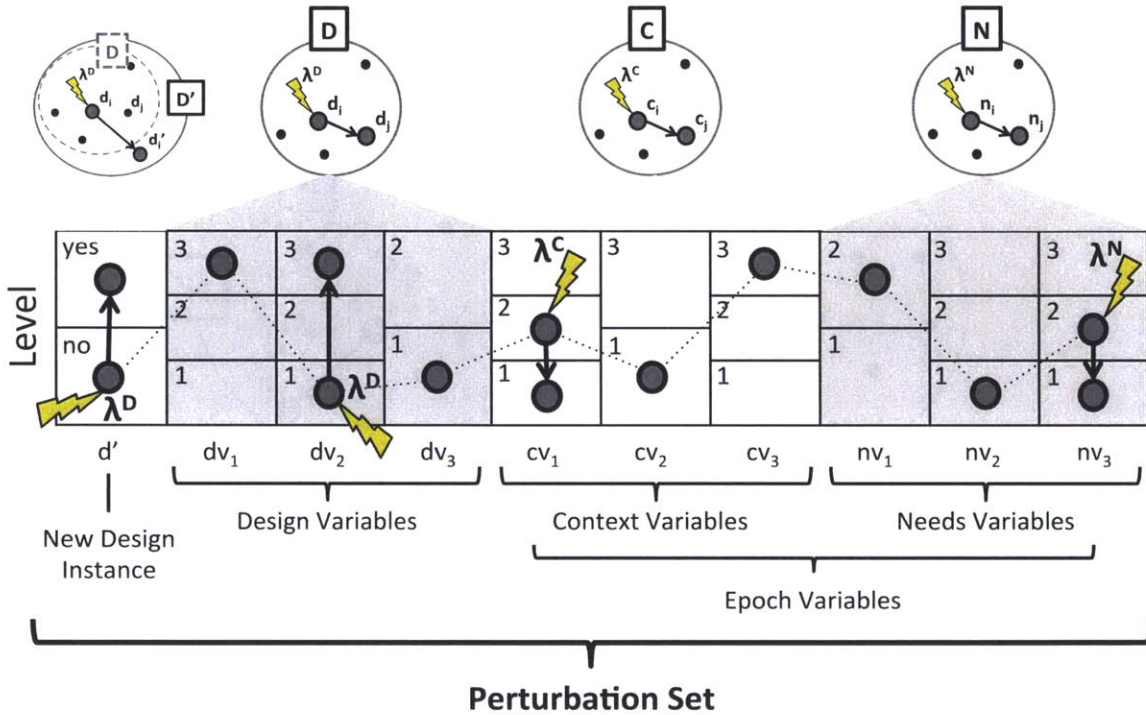 D C N
D D'
λᴰ dᵢ dⱼ dᵢ'
λᴰ dᵢ dⱼ
λᶜ cᵢ cⱼ
λᴺ nᵢ nⱼ
Level
yes 3 3 2 3 λᶜ 3 3 2 3 3 λᴺ
2 2 2 2 2 2
no 1 1 1
1 1 1 1 1 1
λᴰ λᴰ
d' dv₁ dv₂ dv₃ cv₁ cv₂ cv₃ nv₁ nv₂ nv₃
Design Variables Context Variables Needs Variables
New Design
Instance
Epoch Variables
Perturbation Set